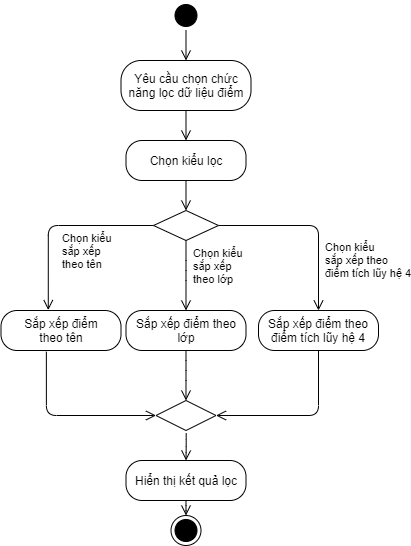 Yêu cầu chọn chức
năng lọc dữ liệu điểm
Chọn kiểu lọc
Chọn kiểu
sắp xếp
theo tên
Chọn kiểu
sắp xếp
theo lớp
Chọn kiểu
sắp xếp theo
điểm tích lũy hệ 4
Sắp xếp điểm
theo tên
Sắp xếp điểm theo
lớp
Sắp xếp điểm theo
điểm tích lũy hệ 4
Hiển thị kết quả lọc